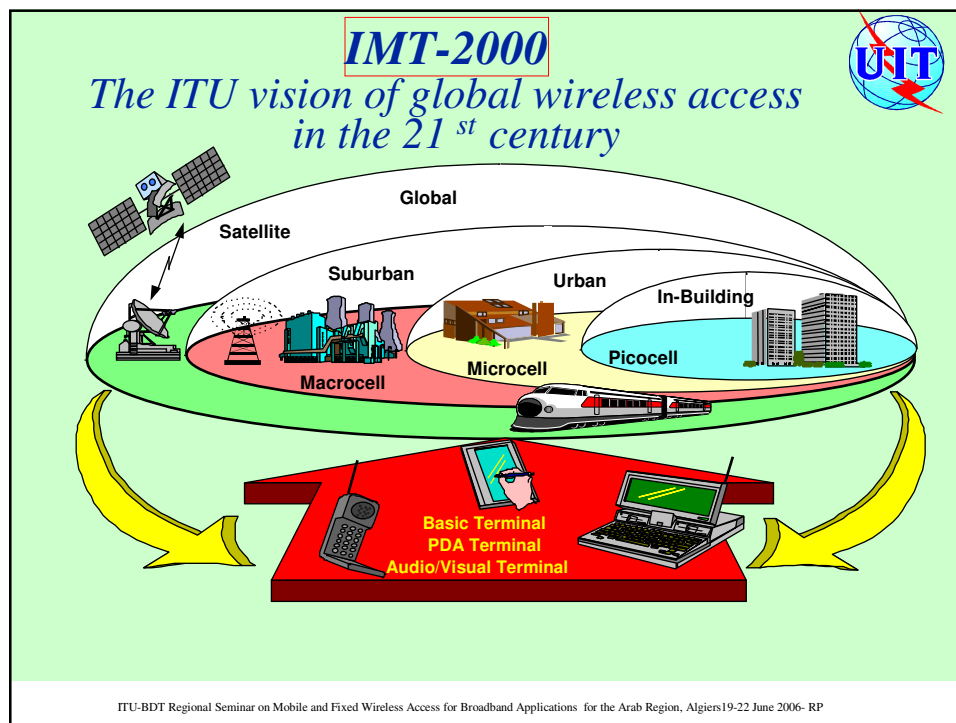 IMT-2000
UIT
The ITU vision of global wireless access
in the 21 st century
Global
Satellite
Suburban
Urban
In-Building
Picocell
Microcell
Macrocell
Basic Terminal
PDA Terminal
Audio/Visual Terminal
ITU-BDT Regional Seminar on Mobile and Fixed Wireless Access for Broadband Applications for the Arab Region, Algiers19-22 June 2006- RP